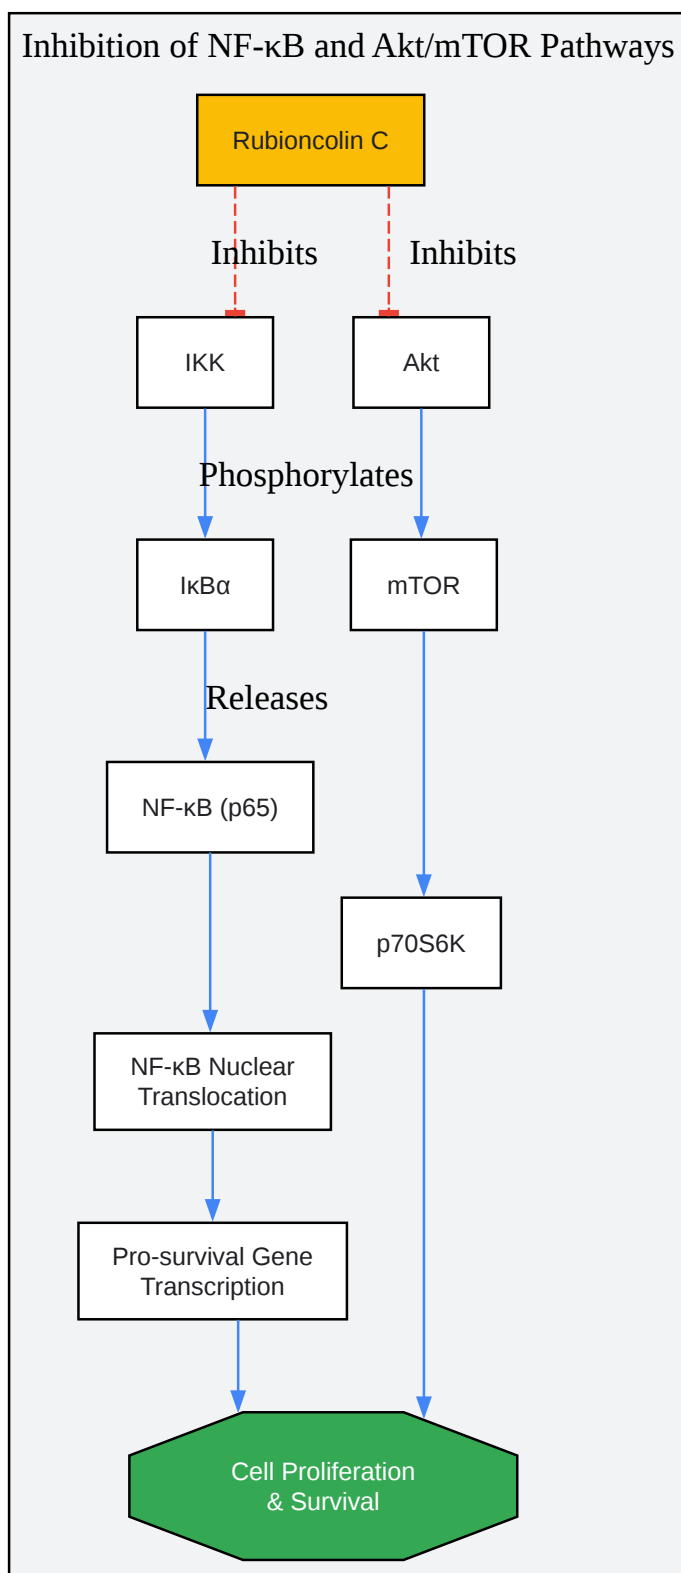 Inhibition of NF-κB and Akt/mTOR Pathways
Rubioncolin C
Inhibits
Inhibits
IKK
Akt
Phosphorylates
IκBα
mTOR
Releases
NF-κB (p65)
p70S6K
NF-κB Nuclear
Translocation
Pro-survival Gene
Transcription
Cell Proliferation
& Survival